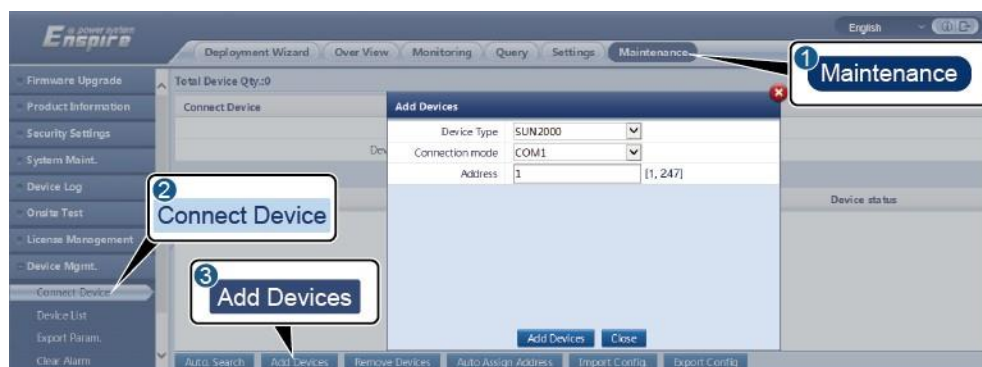 Enspire
English
Deployment Wizard
Over View
Monitoring
Query
Settings
Maintenance
1
Maintenance
Firmware Upgrade
Product Information
Security Settings
System Maint.
Device Log
Onsite Test
License Management
Device Mgmt.
Connect Device
Device List
Export Param.
Clear Alarm
Total Device Qty.:0
Connect Device
Dev
Device status
Add Devices
Device Type SUN2000
Connection mode COM1
Address 1 [1, 247]
Add Devices
Close
2
Connect Device
3
Add Devices
Auto. Search
Add Devices
Remove Devices
Auto Assign Address
Import Config
Export Config